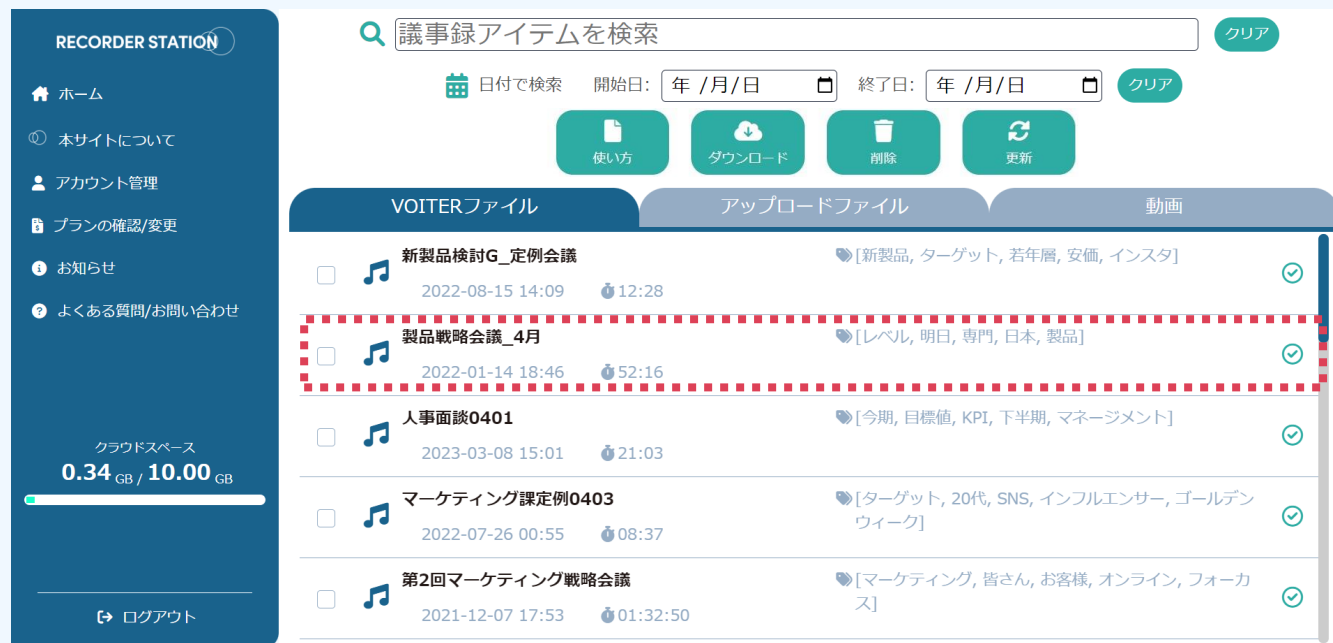 RECORDER STATION
ホーム
本サイトについて
アカウント管理
プランの確認/変更
お知らせ
よくある質問/お問い合わせ
クラウドスペース
0.34 GB / 10.00 GB
ログアウト
議事録アイテムを検索
クリア
日付で検索 開始日: 年 /月/日 終了日: 年 /月/日 クリア
使い方 ダウンロード 削除 更新
VOITERファイル アップロードファイル 動画
新製品検討G_定例会議 [新製品, ターゲット, 若年層, 安価, インスタ]
2022-08-15 14:09 12:28
製品戦略会議_4月 [レベル, 明日, 専門, 日本, 製品]
2022-01-14 18:46 52:16
人事面談0401 [今期, 目標値, KPI, 下半期, マネージメント]
2023-03-08 15:01 21:03
マーケティング課定例0403 [ターゲット, 20代, SNS, インフルエンサー, ゴールデン
ウィーク]
2022-07-26 00:55 08:37
第2回マーケティング戦略会議 [マーケティング, 皆さん, お客様, オンライン, フォーカ
ス]
2021-12-07 17:53 01:32:50